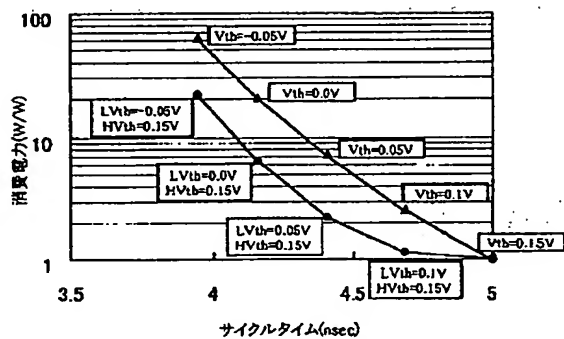 100
Vth=-0.05V
Vth=0.0V
LVth=-0.05V
HVth=0.15V
消費電力(W/W)
10
Vth=0.05V
LVth=0.0V
HVth=0.15V
Vth=0.1V
LVth=0.05V
HVth=0.15V
Vth=0.15V
1
LVth=0.1V
HVth=0.15V
3.5
4
4.5
5
サイクルタイム(nsec)